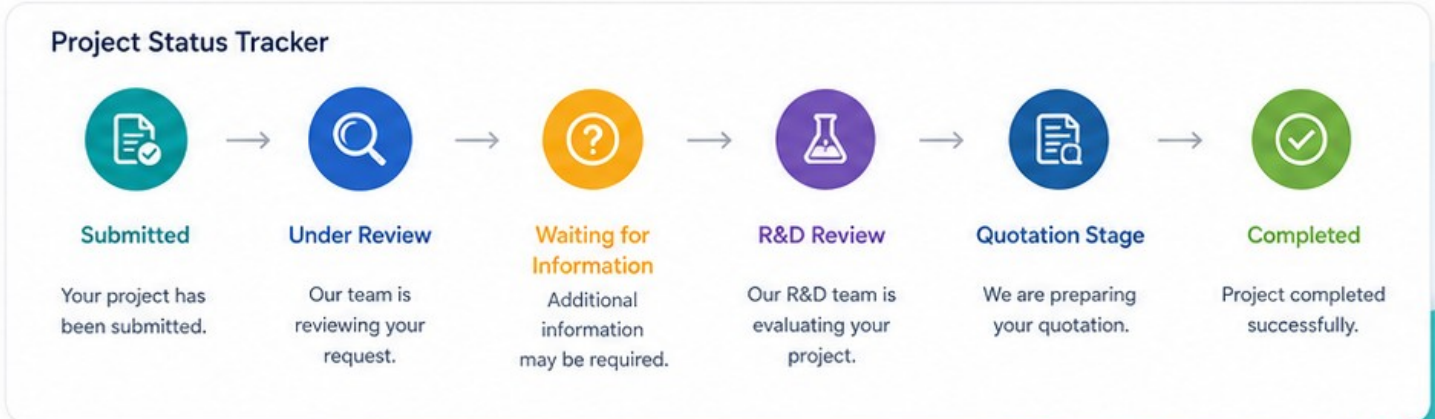 Project Status Tracker
Submitted
Your project has
been submitted.
Under Review
Our team is
reviewing your
request.
Waiting for
Information
Additional
information
may be required.
R&D Review
Our R&D team is
evaluating your
project.
Quotation Stage
We are preparing
your quotation.
Completed
Project completed
successfully.